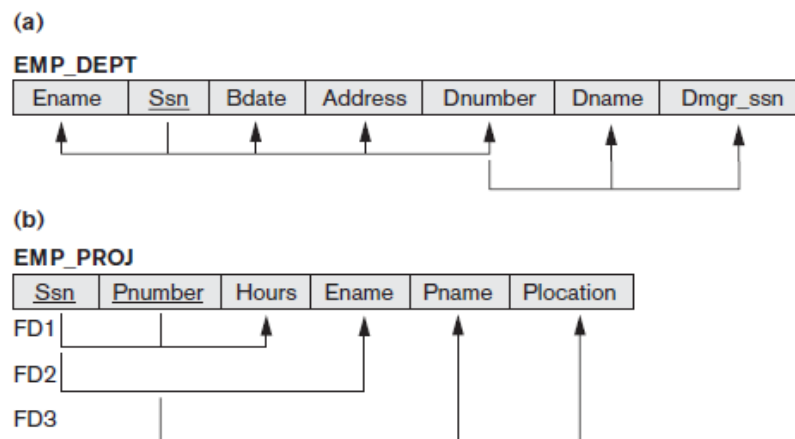 (a)
EMP_DEPT
Ename Ssn Bdate Address Dnumber Dname Dmgr_ssn
(b)
EMP_PROJ
Ssn Pnumber Hours Ename Pname Plocation
FD1
FD2
FD3